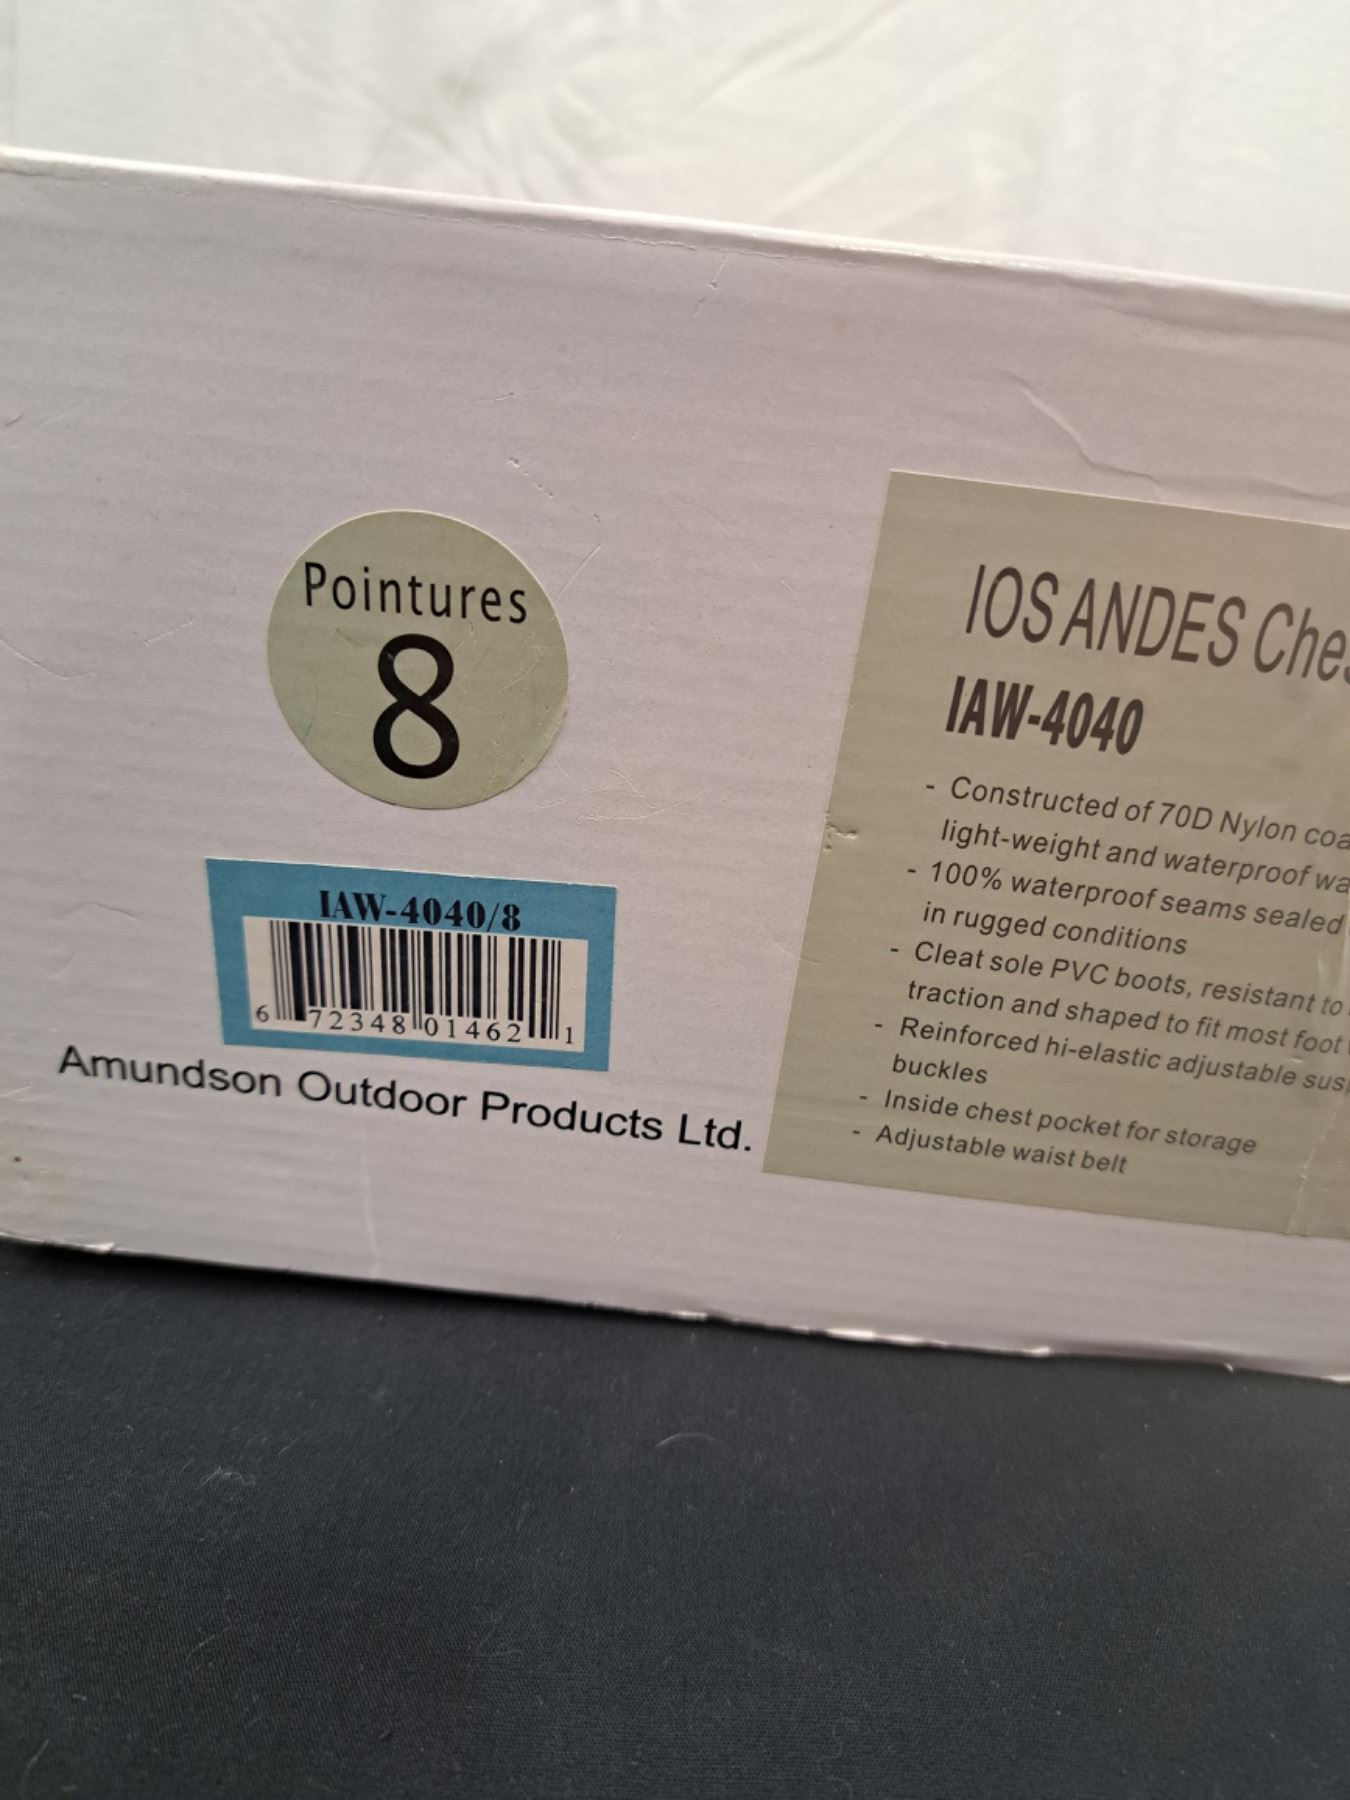 Pointures
8
IAW-4040/8
6 72348 01462 1
Amundson Outdoor Products Ltd.
IOS ANDES
IAW-4040
- Constructed of 70D Nylon
light-weight and waterproof
- 100% waterproof seams sealed
in rugged conditions
- Cleat sole PVC boots, resistant to
traction and shaped to fit most foot
- Reinforced hi-elastic adjustable
buckles
- Inside chest pocket for storage
- Adjustable waist belt